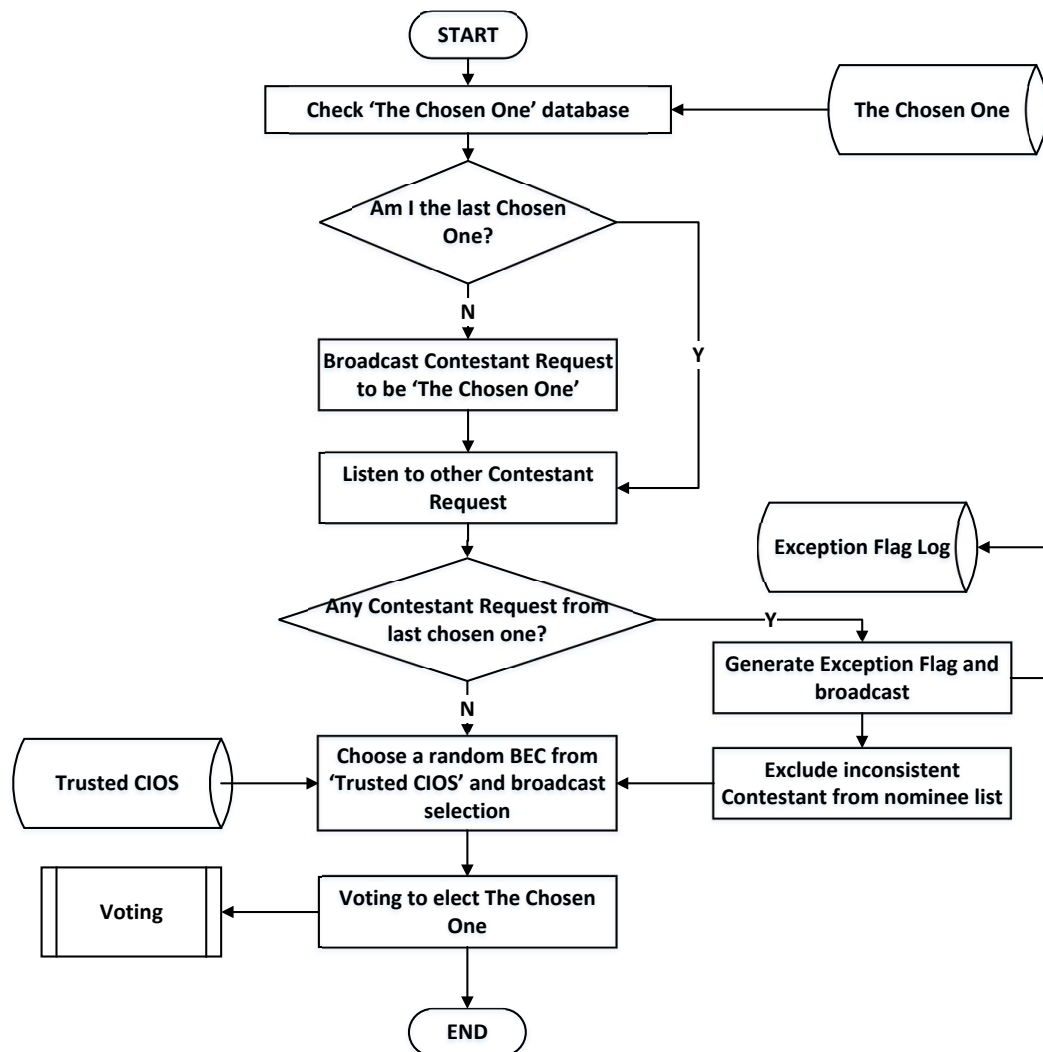 START
Check ‘The Chosen One’ database
The Chosen One
Am I the last Chosen
One?
N
Y
Broadcast Contestant Request
to be ‘The Chosen One’
Listen to other Contestant
Request
Exception Flag Log
Any Contestant Request from
last chosen one?
Y
N
Generate Exception Flag and
broadcast
Trusted CIOS
Choose a random BEC from
‘Trusted CIOS’ and broadcast
selection
Exclude inconsistent
Contestant from nominee list
Voting
Voting to elect The Chosen
One
END